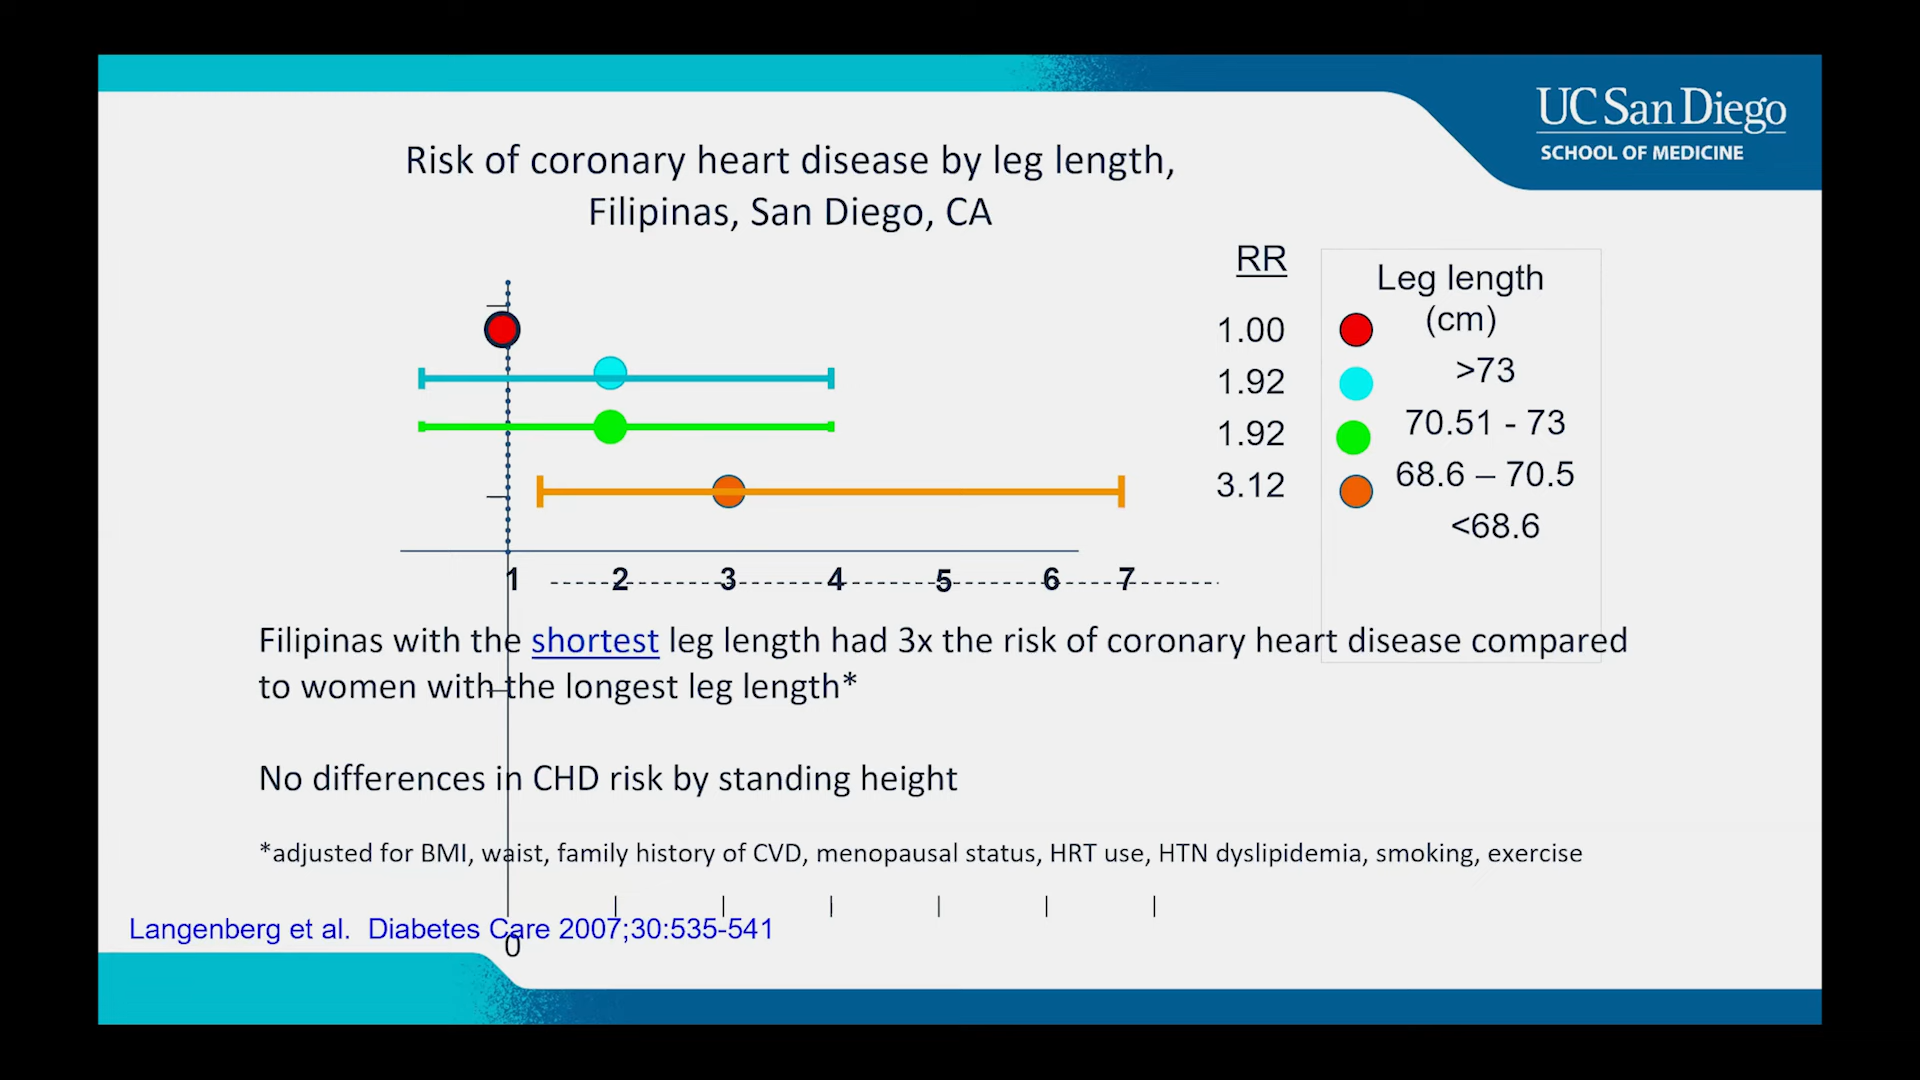 UC San Diego
SCHOOL OF MEDICINE
Risk of coronary heart disease by leg length,
Filipinas, San Diego, CA
RR
1.00
1.92
1.92
3.12
Leg length
(cm)
>73
70.51 - 73
68.6 – 70.5
<68.6
1 2 3 4 5 6 7
Filipinas with the shortest leg length had 3x the risk of coronary heart disease compared
to women with the longest leg length*
No differences in CHD risk by standing height
*adjusted for BMI, waist, family history of CVD, menopausal status, HRT use, HTN dyslipidemia, smoking, exercise
Langenberg et al. Diabetes Care 2007;30:535-541
0